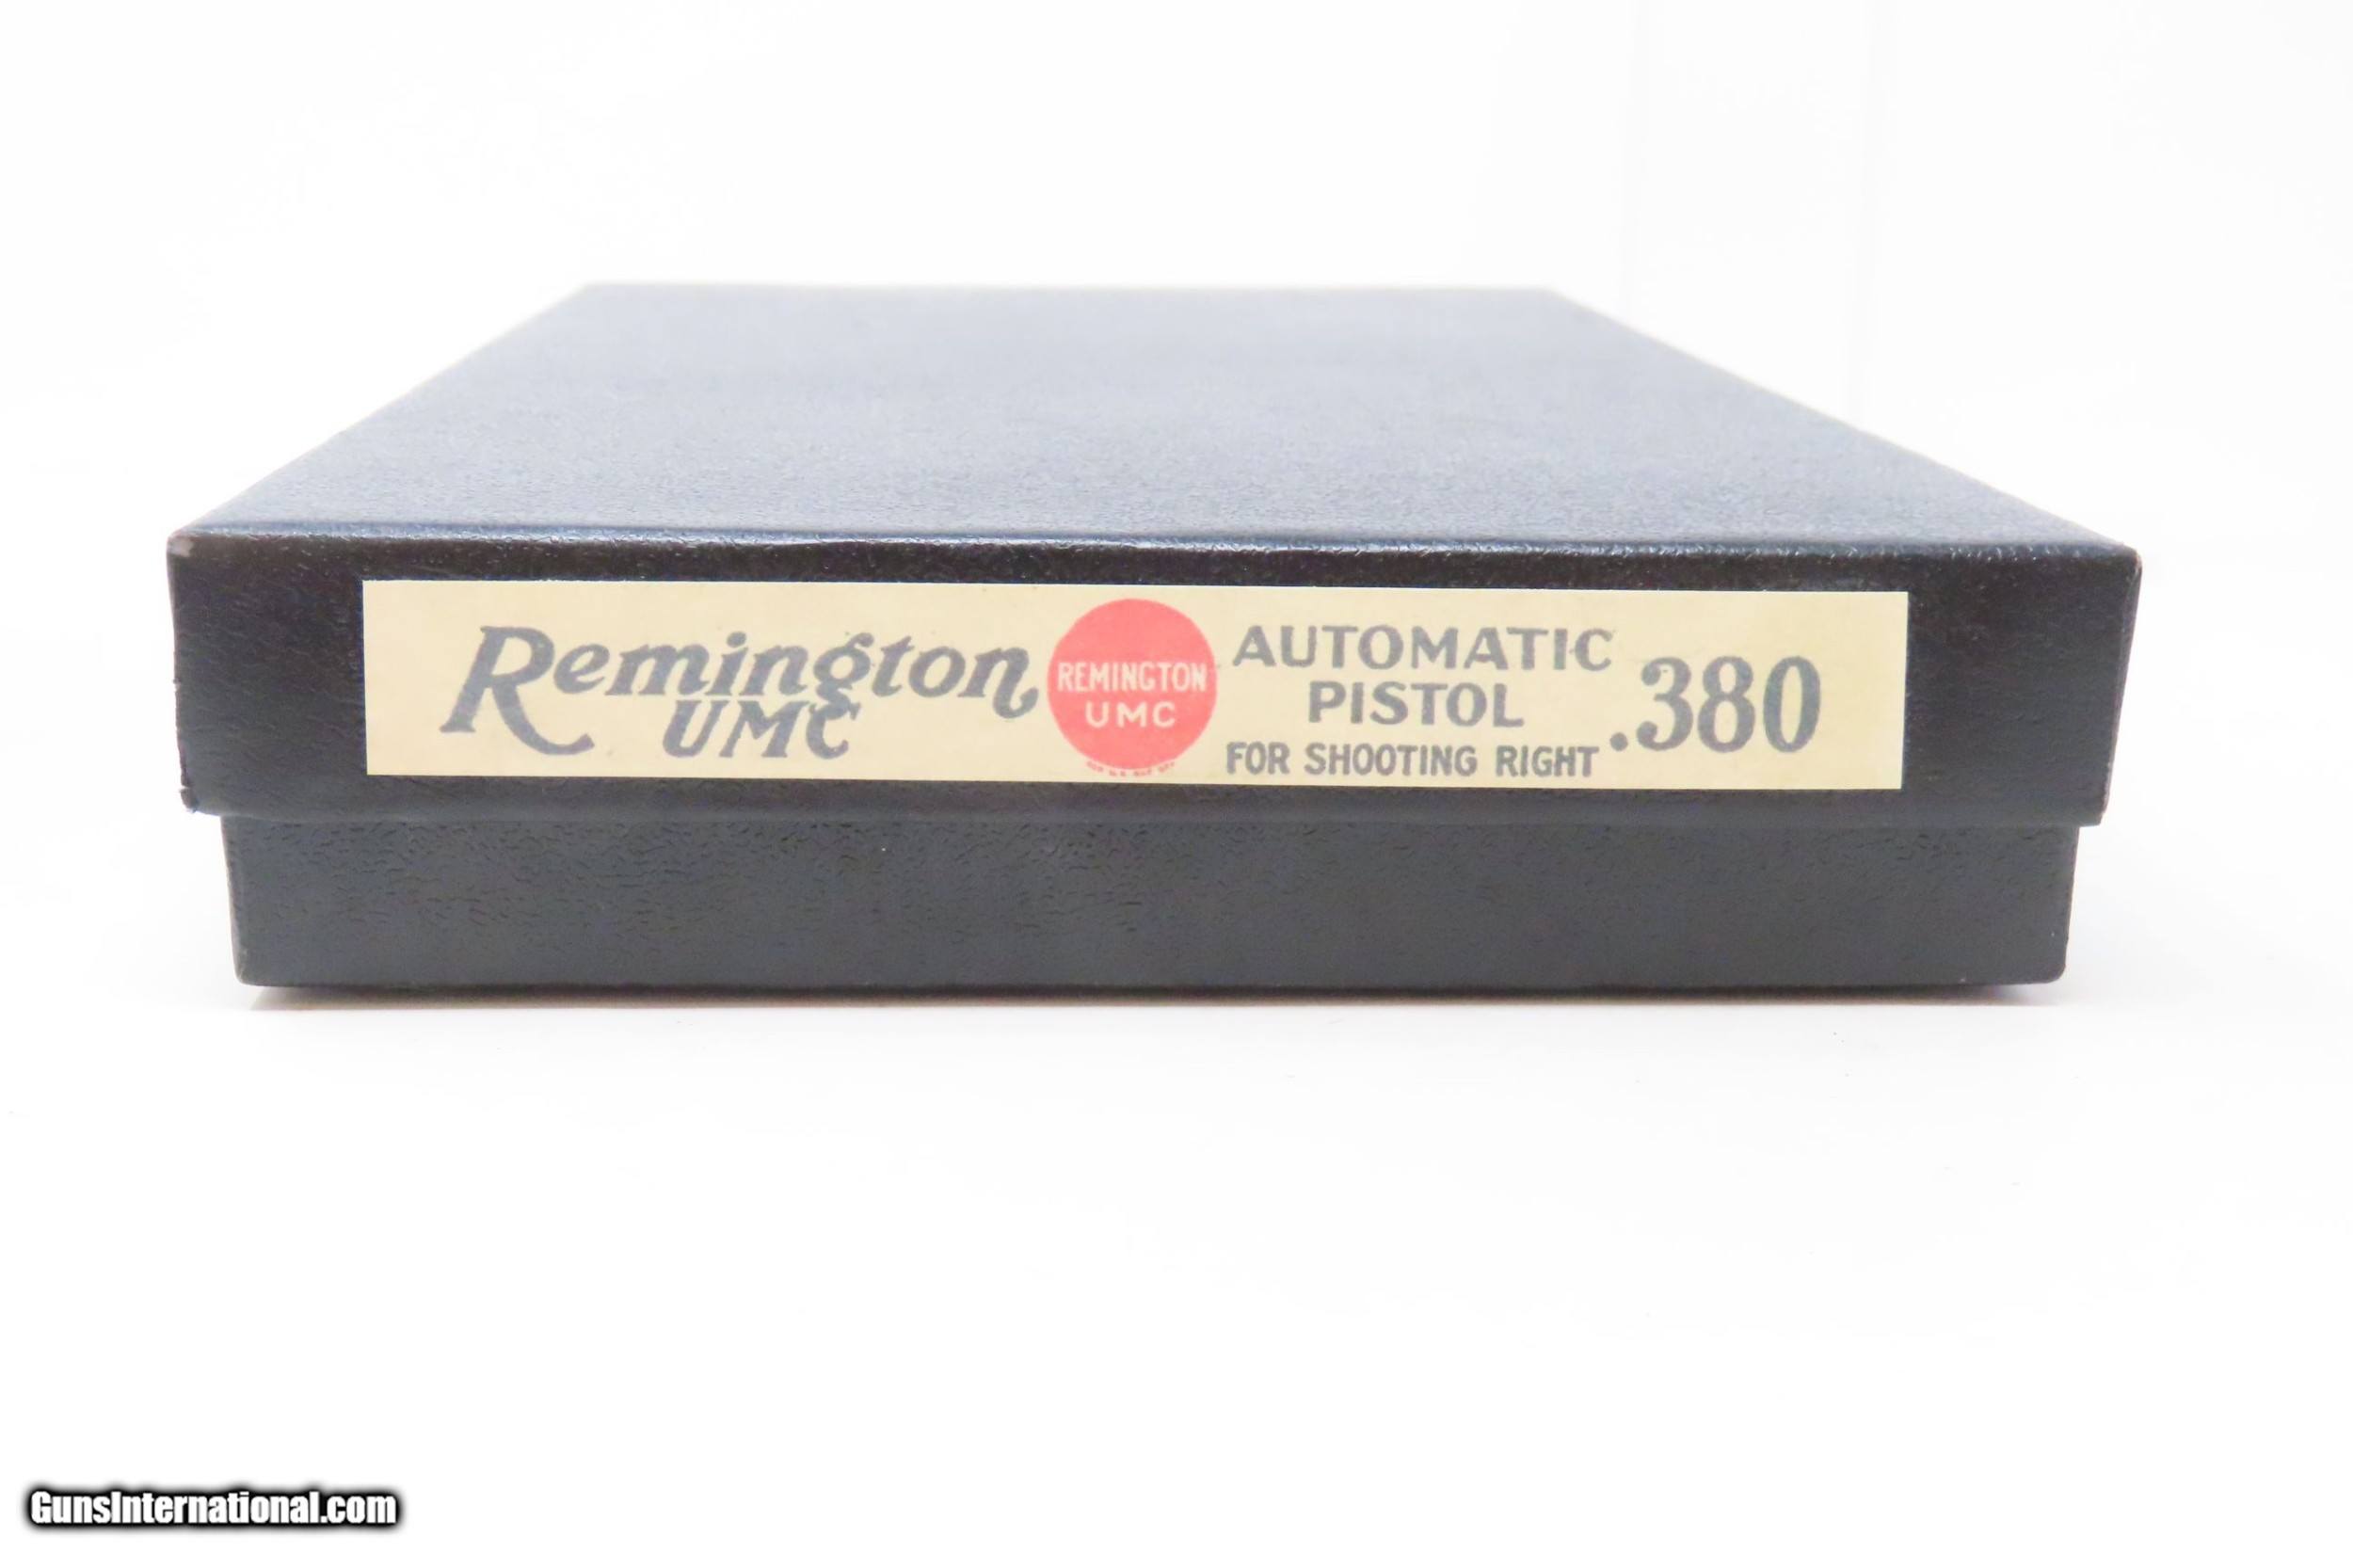 Remington
UMC
REMINGTON
UMC
AUTOMATIC
PISTOL
FOR SHOOTING RIGHT
.380
GunsInternational.com